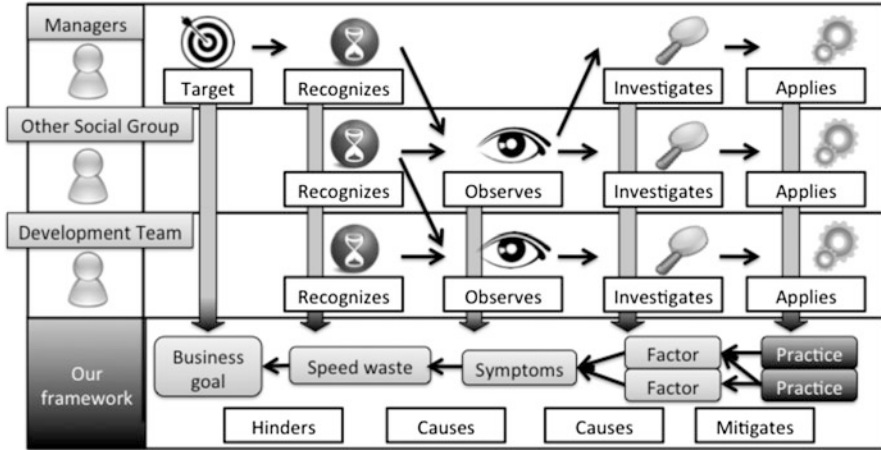 Managers
Target
Recognizes
Investigates
Applies
Other Social Group
Recognizes
Observes
Investigates
Applies
Development Team
Recognizes
Observes
Investigates
Applies
Our
framework
Business
goal
Speed waste
Symptoms
Factor
Factor
Practice
Practice
Hinders
Causes
Causes
Mitigates